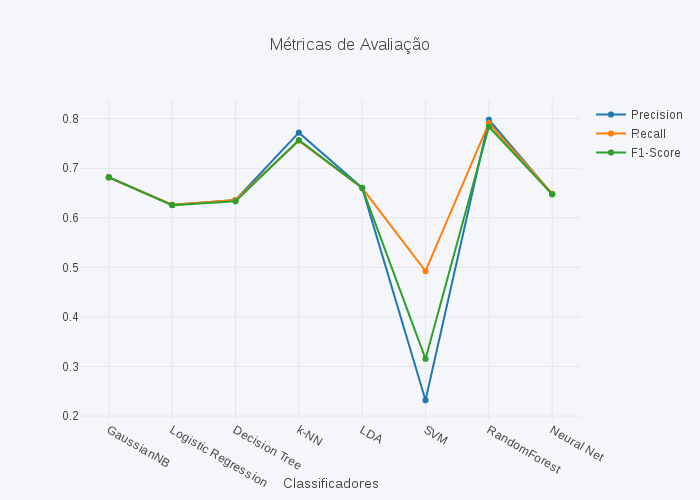 Métricas de Avaliação
Precision
Recall
F1-Score
0.8
0.7
0.6
0.5
0.4
0.3
0.2
GaussianNB
Logistic Regression
Decision Tree
k-NN
LDA
SVM
RandomForest
Neural Net
Classificadores